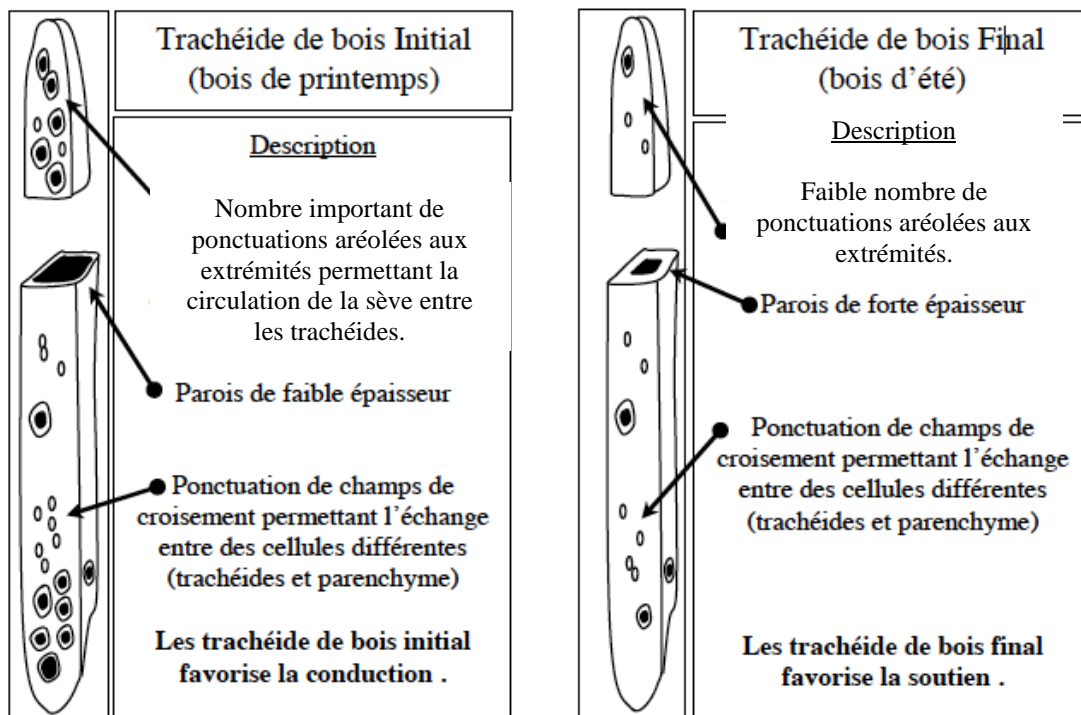 Trachéide de bois Initial
(bois de printemps)
Description
Nombre important de
ponctuations aréolées aux
extrémités permettant la
circulation de la sève entre
les trachéides.
Parois de faible épaisseur
Ponctuation de champs de
croisement permettant l'échange
entre des cellules différentes
(trachéides et parenchyme)
Les trachéide de bois initial
favorise la conduction .
Trachéide de bois Final
(bois d'été)
Description
Faible nombre de
ponctuations aréolées aux
extrémités.
Parois de forte épaisseur
Ponctuation de champs de
croisement permettant l'échange
entre des cellules différentes
(trachéides et parenchyme)
Les trachéide de bois final
favorise la soutien .